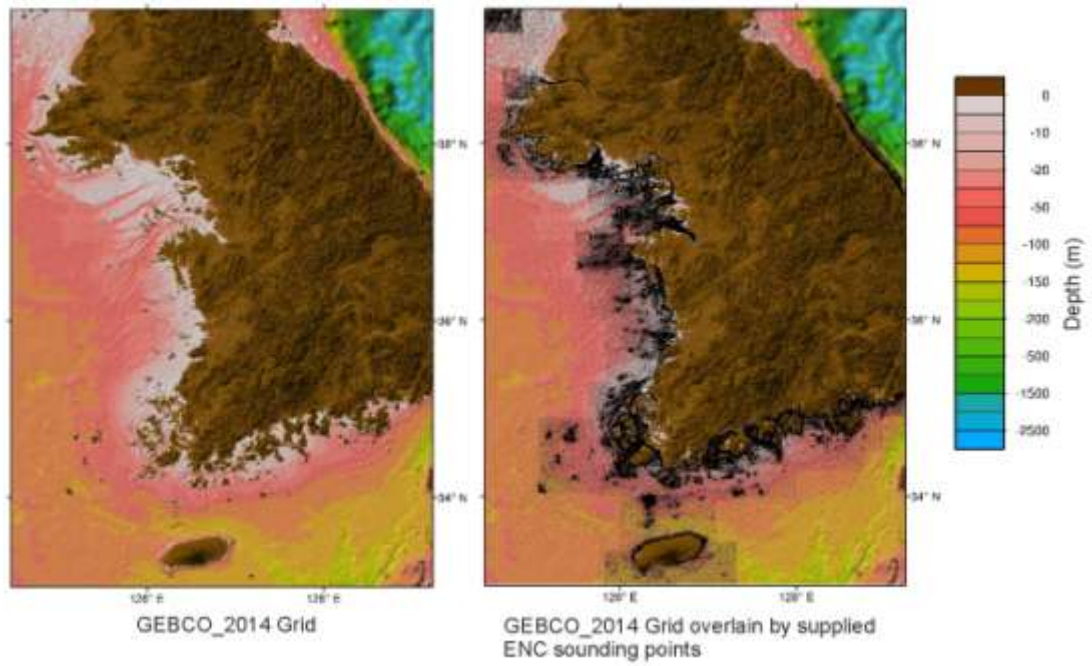 38° N
36° N
34° N
126° E
128° E
GEBCO_2014 Grid
38° N
36° N
34° N
126° E
128° E
GEBCO_2014 Grid overlain by supplied
ENC sounding points
0
-10
-20
-50
-100
-150
-200
-500
-1500
-2500
Depth (m)